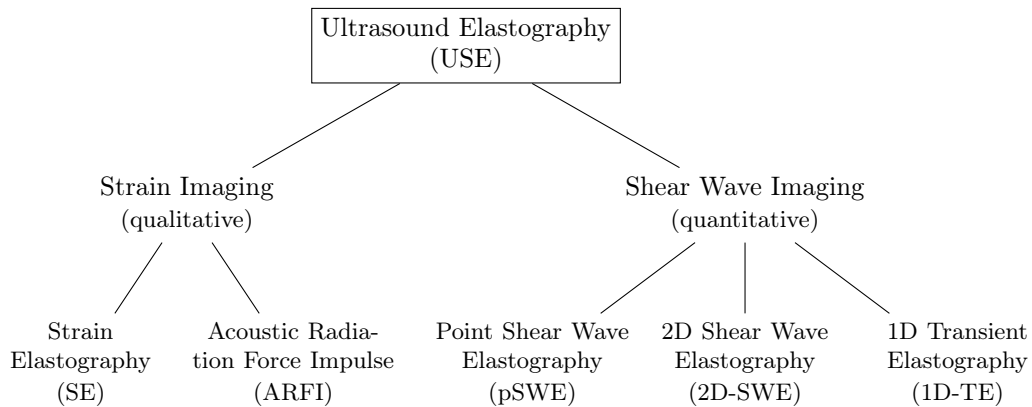 Ultrasound Elastography
(USE)
Strain Imaging
(qualitative)
Shear Wave Imaging
(quantitative)
Strain
Elastography
(SE)
Acoustic Radia-
tion Force Impulse
(ARFI)
Point Shear Wave
Elastography
(pSWE)
2D Shear Wave
Elastography
(2D-SWE)
1D Transient
Elastography
(1D-TE)